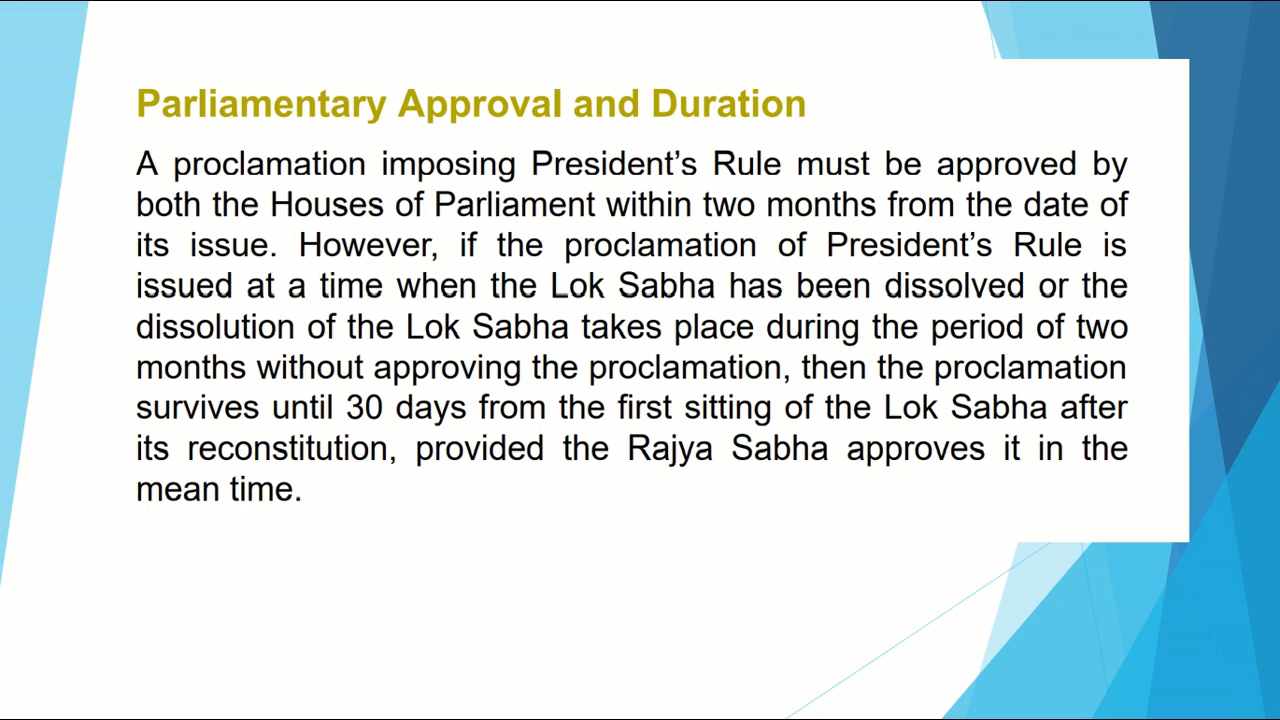 Parliamentary Approval and Duration
A proclamation imposing President’s Rule must be approved by
both the Houses of Parliament within two months from the date of
its issue. However, if the proclamation of President’s Rule is
issued at a time when the Lok Sabha has been dissolved or the
dissolution of the Lok Sabha takes place during the period of two
months without approving the proclamation, then the proclamation
survives until 30 days from the first sitting of the Lok Sabha after
its reconstitution, provided the Rajya Sabha approves it in the
mean time.